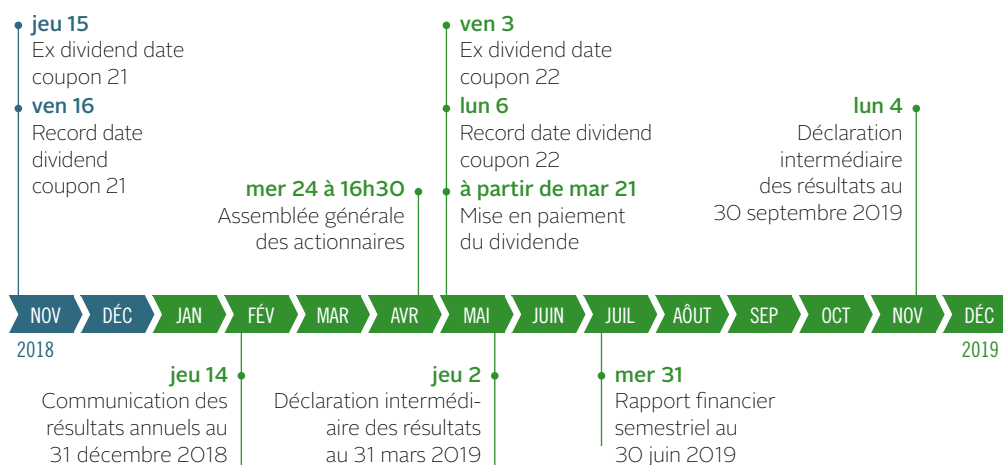 jeu 15
Ex dividend date
coupon 21
ven 16
Record date
dividend
coupon 21
mer 24 à 16h30
Assemblée générale
des actionnaires
ven 3
Ex dividend date
coupon 22
lun 6
Record date dividend
coupon 22
à partir de mar 21
Mise en paiement
du dividende
lun 4
Déclaration
intermédiaire
des résultats au
30 septembre 2019
NOV DÉC JAN FÉV MAR AVR MAI JUIN JUIL AÔUT SEP OCT NOV DÉC
2018 2019
jeu 14
Communication des
résultats annuels au
31 décembre 2018
jeu 2
Déclaration intermédi-
aire des résultats
au 31 mars 2019
mer 31
Rapport financier
semestriel au
30 juin 2019